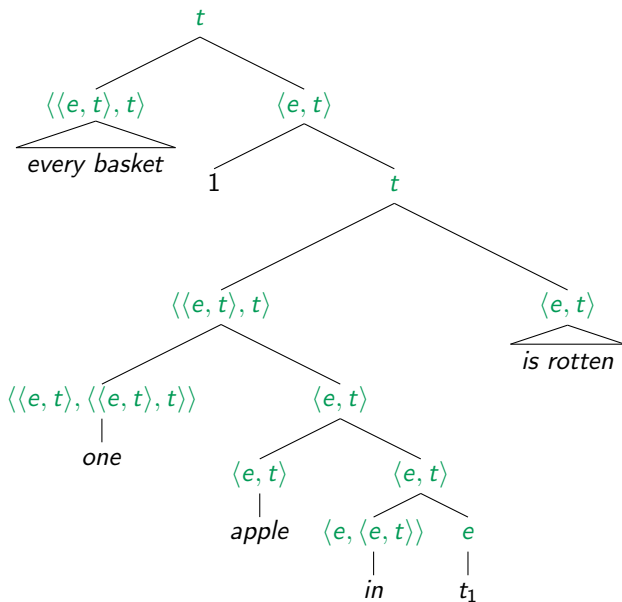 t
⟨⟨e, t⟩, t⟩ ⟨e, t⟩
every basket
1 t
⟨⟨e, t⟩, t⟩ ⟨e, t⟩
is rotten
⟨⟨e, t⟩, ⟨⟨e, t⟩, t⟩⟩ ⟨e, t⟩
one
⟨e, t⟩ ⟨e, t⟩
apple
⟨e, ⟨e, t⟩⟩ e
in t₁